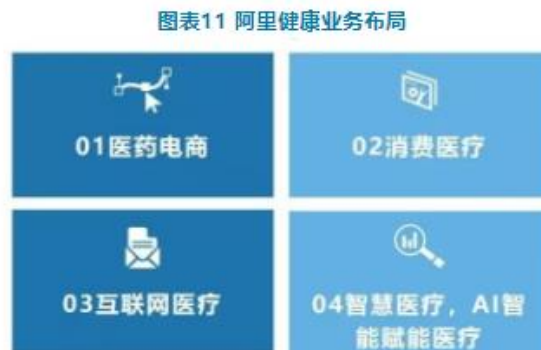 图表11 阿里健康业务布局
01医药电商
02消费医疗
03互联网医疗
04智慧医疗，AI智
能赋能医疗